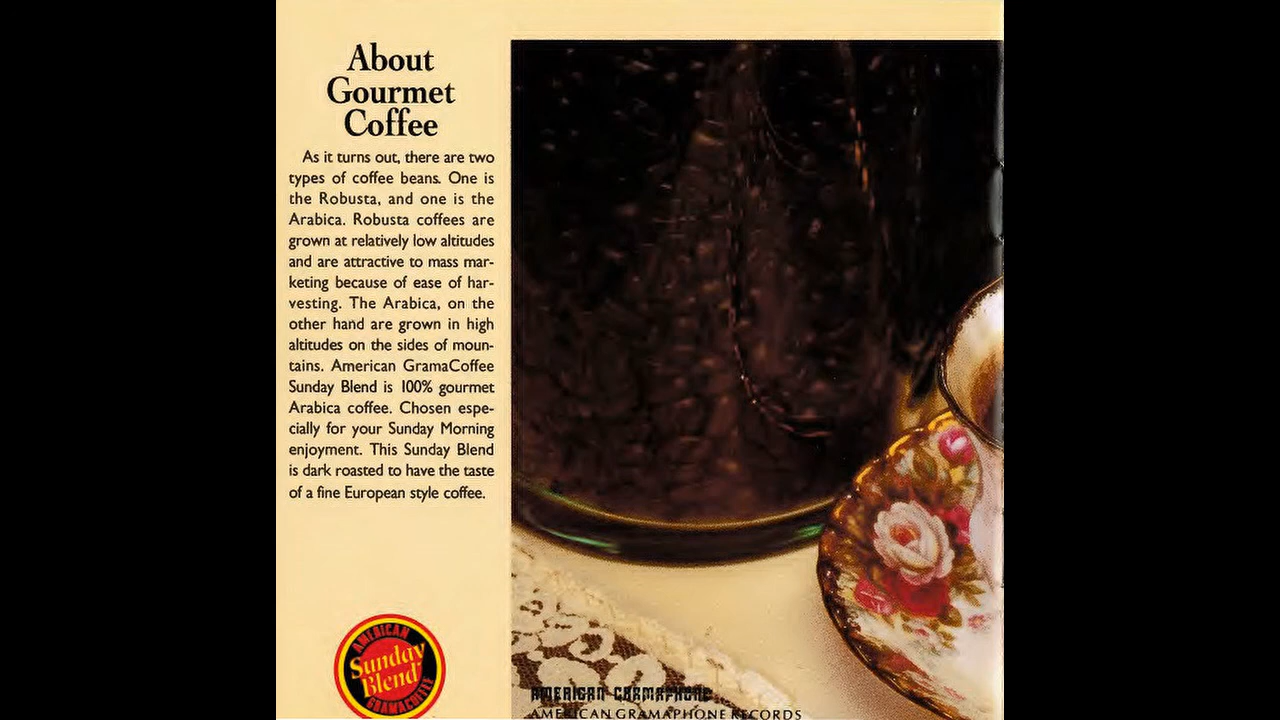 About
Gourmet
Coffee
As it turns out, there are two
types of coffee beans. One is
the Robusta, and one is the
Arabica. Robusta coffees are
grown at relatively low altitudes
and are attractive to mass mar-
keting because of ease of har-
vesting. The Arabica, on the
other hand are grown in high
altitudes on the sides of moun-
tains. American GramaCoffee
Sunday Blend is 100% gourmet
Arabica coffee. Chosen espe-
cially for your Sunday Morning
enjoyment. This Sunday Blend
is dark roasted to have the taste
of a fine European style coffee.
AMERICAN
Sunday
Blend
GRAMACOFFEE
AMERICAN GRAMAPHONE
AMERICAN GRAMAPHONE RECORDS